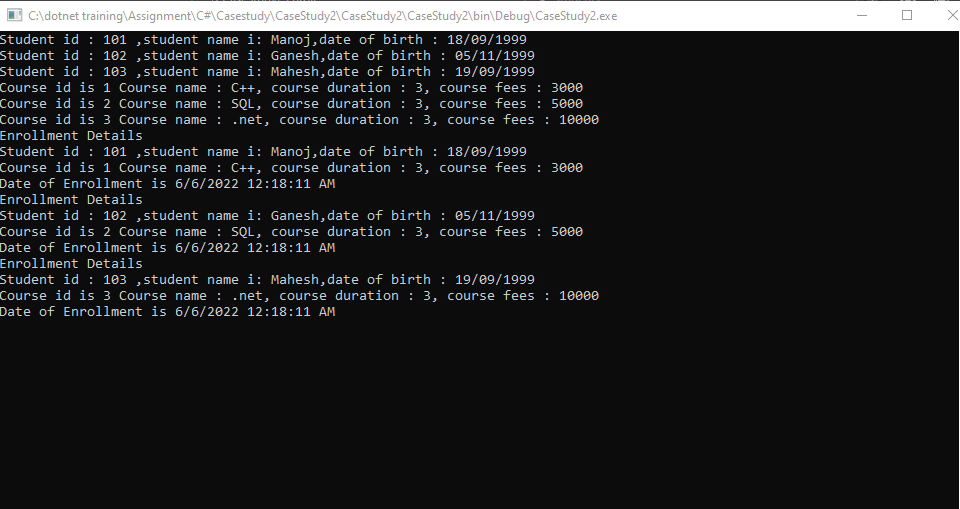 C:\dotnet training\Assignment\C#\Casestudy\CaseStudy2\CaseStudy2\CaseStudy2\bin\Debug\CaseStudy2.exe
Student id : 101 ,student name i: Manoj,date of birth : 18/09/1999
Student id : 102 ,student name i: Ganesh,date of birth : 05/11/1999
Student id : 103 ,student name i: Mahesh,date of birth : 19/09/1999
Course id is 1 Course name : C++, course duration : 3, course fees : 3000
Course id is 2 Course name : SQL, course duration : 3, course fees : 5000
Course id is 3 Course name : .net, course duration : 3, course fees : 10000
Enrollment Details
Student id : 101 ,student name i: Manoj,date of birth : 18/09/1999
Course id is 1 Course name : C++, course duration : 3, course fees : 3000
Date of Enrollment is 6/6/2022 12:18:11 AM
Enrollment Details
Student id : 102 ,student name i: Ganesh,date of birth : 05/11/1999
Course id is 2 Course name : SQL, course duration : 3, course fees : 5000
Date of Enrollment is 6/6/2022 12:18:11 AM
Enrollment Details
Student id : 103 ,student name i: Mahesh,date of birth : 19/09/1999
Course id is 3 Course name : .net, course duration : 3, course fees : 10000
Date of Enrollment is 6/6/2022 12:18:11 AM